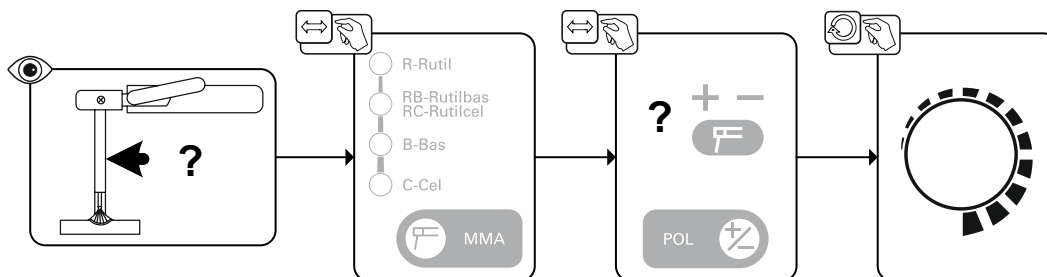 ?
R-Rutil
RB-Rutilbas
RC-Rutilcel
B-Bas
C-Cel
MMA
?
+ −
POL
+/−